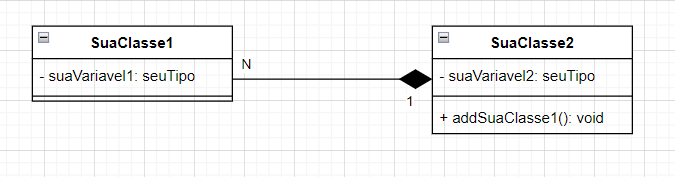 SuaClasse1
- suaVariavel1: seuTipo
N
1
SuaClasse2
- suaVariavel2: seuTipo
+ addSuaClasse1(): void